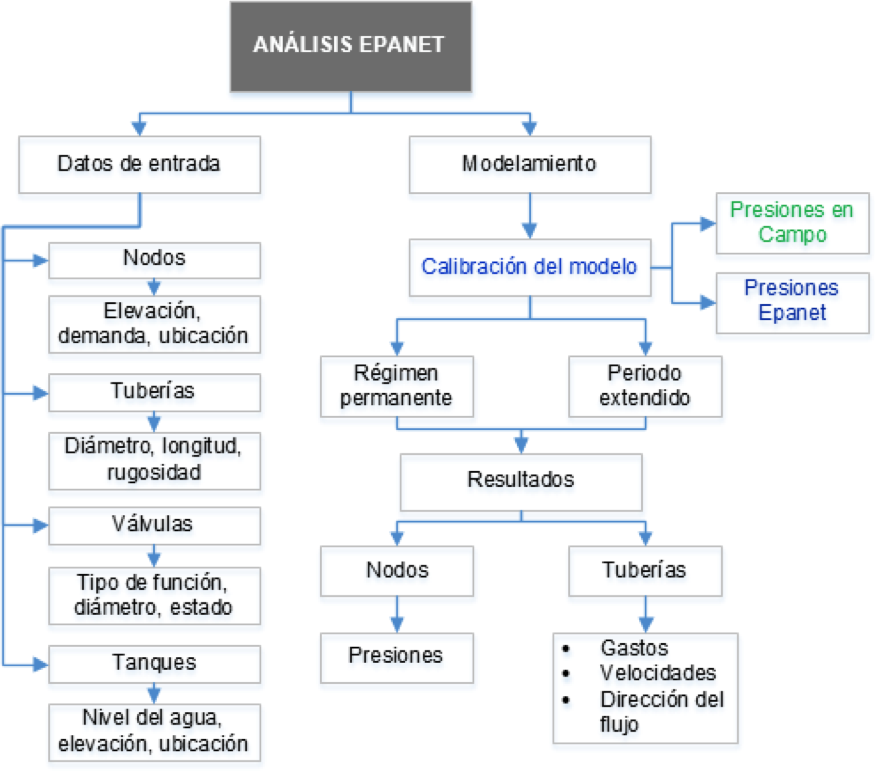 ANÁLISIS EPANET
Datos de entrada
Nodos
Elevación,
demanda, ubicación
Tuberías
Diámetro, longitud,
rugosidad
Válvulas
Tipo de función,
diámetro, estado
Tanques
Nivel del agua,
elevación, ubicación
Modelamiento
Calibración del modelo
Presiones en
Campo
Presiones
Epanet
Régimen
permanente
Periodo
extendido
Resultados
Nodos
Presiones
Tuberías
• Gastos
• Velocidades
• Dirección del
flujo